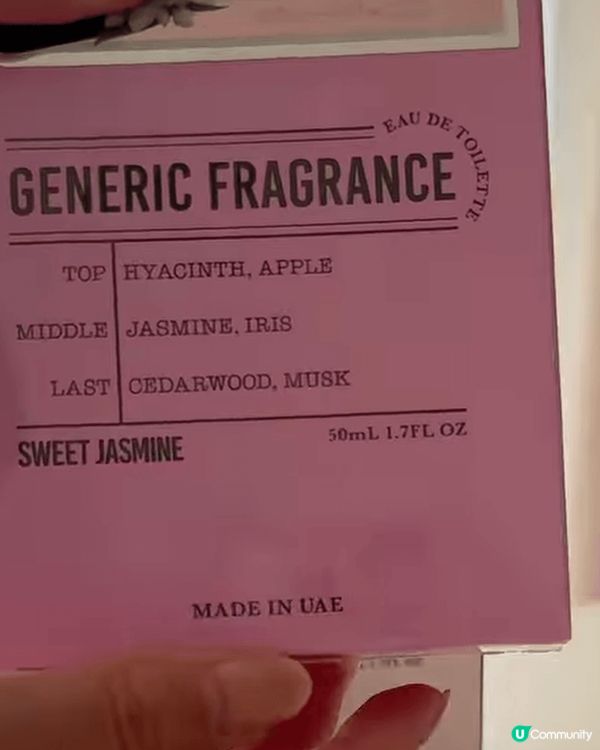 EAU DE TOILETTE
GENERIC FRAGRANCE
TOP HYACINTH, APPLE
MIDDLE JASMINE, IRIS
LAST CEDARWOOD, MUSK
SWEET JASMINE 50mL 1.7FL OZ
MADE IN UAE
U Community